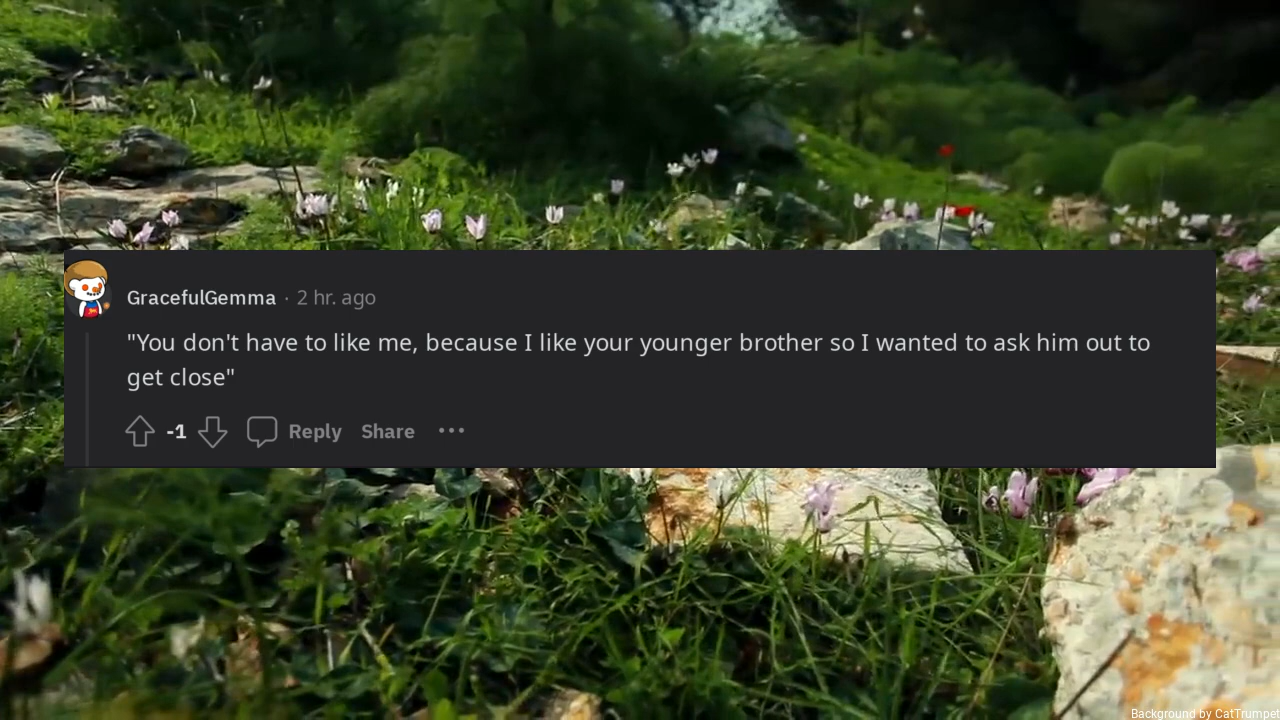 GracefulGemma · 2 hr. ago
"You don't have to like me, because I like your younger brother so I wanted to ask him out to
get close"
-1 Reply Share
Background by CatTrumpet